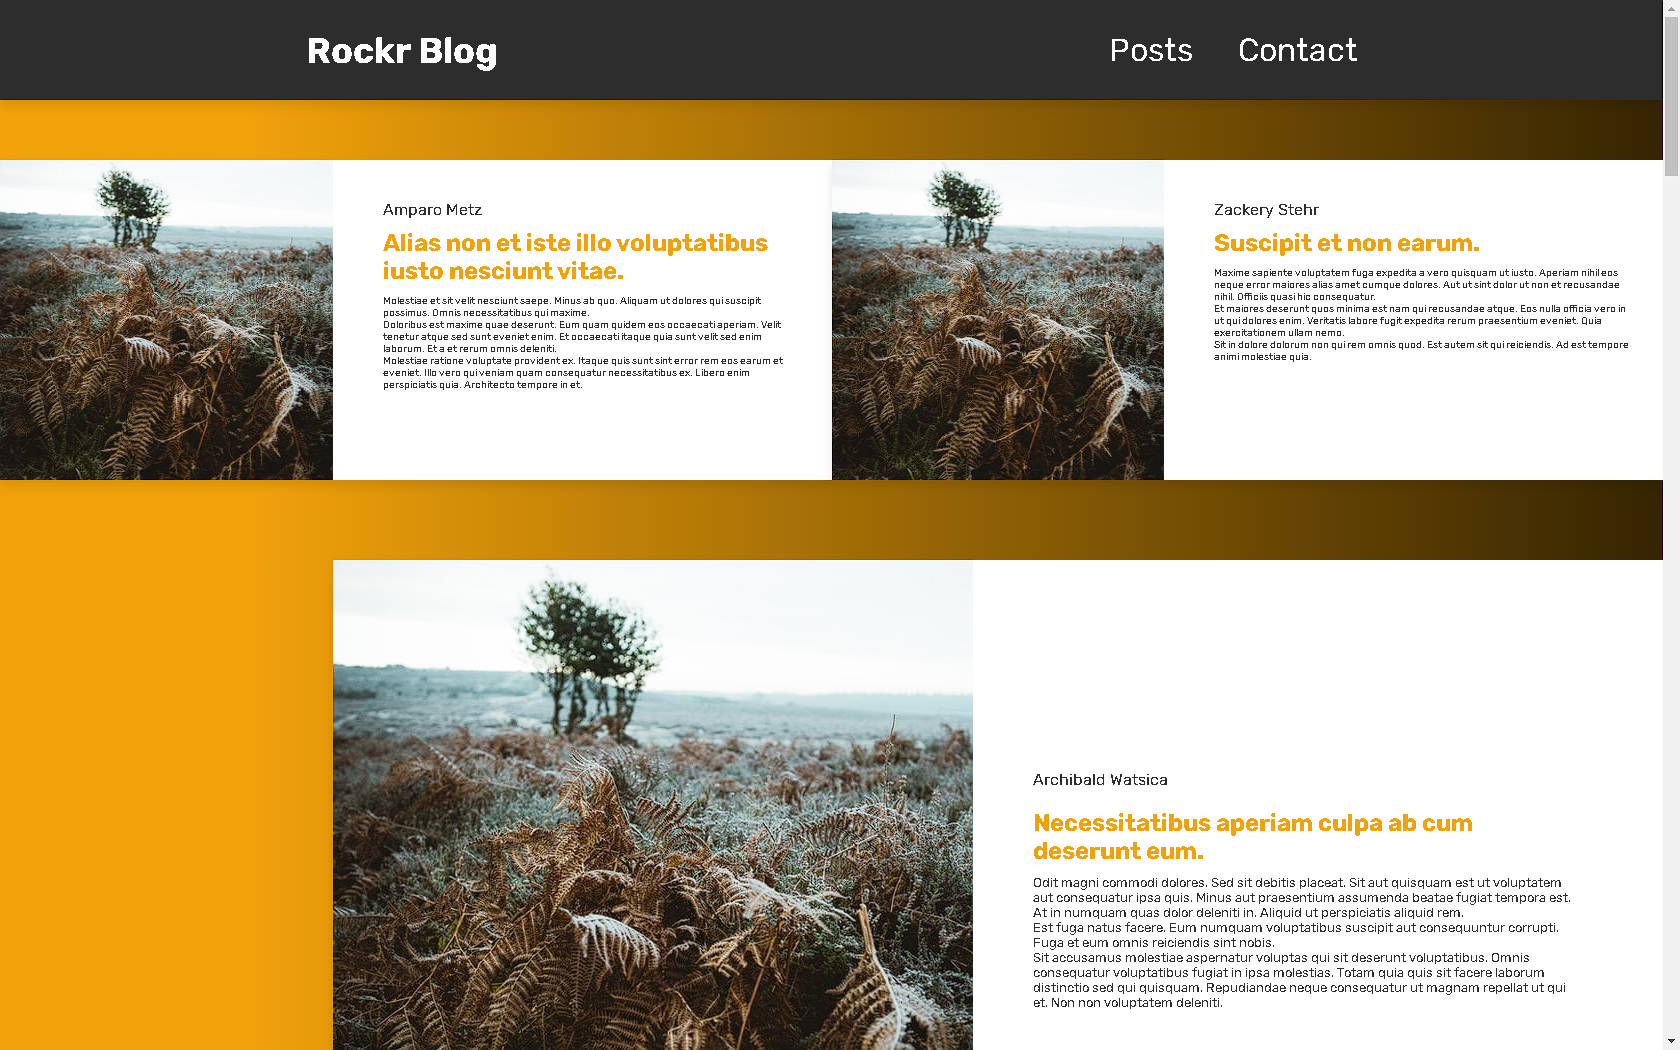 Rockr Blog
Posts
Contact
Amparo Metz
Alias non et iste illo voluptatibus
iusto nesciunt vitae.
Molestiae et sit velit nesciunt saepe. Minus ab quo. Aliquam ut dolores qui suscipit
possimus. Omnis necessitatibus qui maxime.
Doloribus est maxime quae deserunt. Eum quam quidem eos occaecati aperiam. Velit
tenetur atque sed sunt eveniet enim. Et occaecati itaque quia sunt velit sed enim
laborum. Et a et rerum omnis deleniti.
Molestiae ratione voluptate provident ex. Itaque quis sunt sint error rem eos earum et
eveniet. Illo vero qui veniam quam consequatur necessitatibus ex. Libero enim
perspiciatis quia. Architecto tempore in et.
Zackery Stehr
Suscipit et non earum.
Maxime sapiente voluptatem fuga expedita a vero quisquam ut iusto. Aperiam nihil eos
neque error maiores alias amet cumque dolores. Aut ut sint dolor ut non et recusandae
nihil. Officiis quasi hic consequatur.
Et maiores deserunt quos minima est nam qui recusandae atque. Eos nulla officia vero in
ut qui dolores enim. Veritatis labore fugit expedita rerum praesentium eveniet. Quia
exercitationem ullam nemo.
Sit in dolore dolorum non qui rem omnis quod. Est autem sit qui reiciendis. Ad est tempore
animi molestiae quia.
Archibald Watsica
Necessitatibus aperiam culpa ab cum
deserunt eum.
Odit magni commodi dolores. Sed sit debitis placeat. Sit aut quisquam est ut voluptatem
aut consequatur ipsa quis. Minus aut praesentium assumenda beatae fugiat tempora est.
At in numquam quas dolor deleniti in. Aliquid ut perspiciatis aliquid rem.
Est fuga natus facere. Eum numquam voluptatibus suscipit aut consequuntur corrupti.
Fuga et eum omnis reiciendis sint nobis.
Sit accusamus molestiae aspernatur voluptas qui sit deserunt voluptatibus. Omnis
consequatur voluptatibus fugiat in ipsa molestias. Totam quia quis sit facere laborum
distinctio sed qui quisquam. Repudiandae neque consequatur ut magnam repellat ut qui
et. Non non voluptatem deleniti.